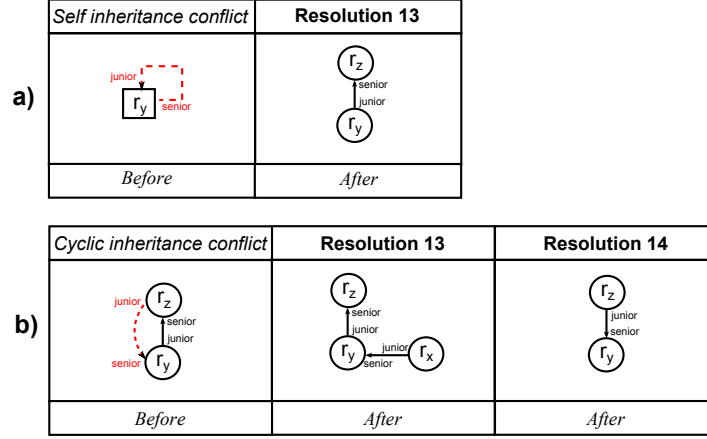 Self inheritance conflict Resolution 13
a)
junior
r_y
senior
r_z
senior
junior
r_y
Before After
Cyclic inheritance conflict Resolution 13 Resolution 14
b)
junior
r_z
senior
junior
senior
r_y
r_z
senior
junior
r_y
junior
senior
r_x
r_z
junior
senior
r_y
Before After After